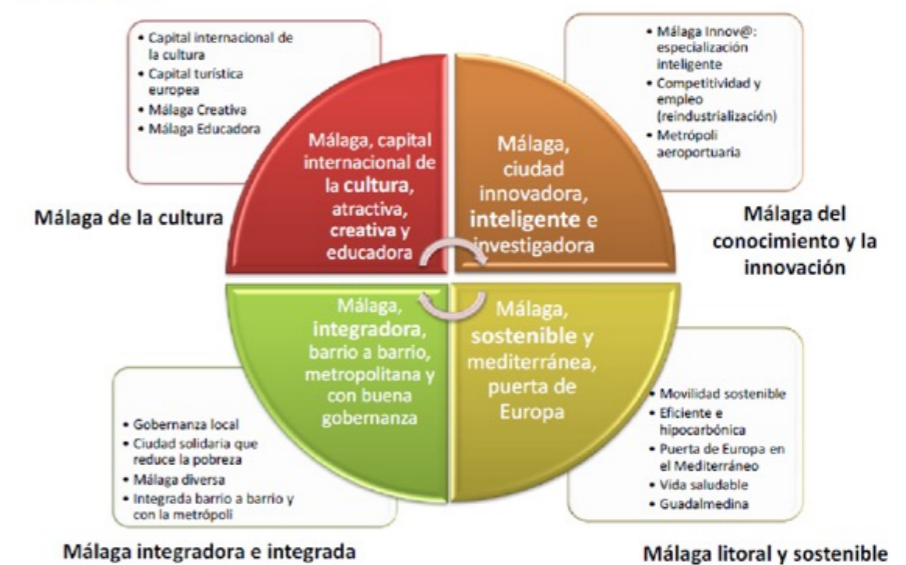 • Capital internacional de
la cultura
• Capital turística
europea
• Málaga Creativa
• Málaga Educadora
Málaga, capital
internacional de
la cultura,
atractiva,
creativa y
educadora
Málaga de la cultura
• Málaga Innov@:
especialización
inteligente
• Competitividad y
empleo
(reindustrialización)
• Metrópoli
aeroportuaria
Málaga,
ciudad
innovadora,
inteligente e
investigadora
Málaga del
conocimiento y la
innovación
Málaga,
integradora,
barrio a barrio,
metropolitana y
con buena
gobernanza
• Gobernanza local
• Ciudad solidaria que
reduce la pobreza
• Málaga diversa
• Integrada barrio a barrio y
con la metrópoli
Málaga integradora e integrada
Málaga,
sostenible y
mediterránea,
puerta de
Europa
• Movilidad sostenible
• Eficiente e
hipocarbónica
• Puerta de Europa en
el Mediterráneo
• Vida saludable
• Guadalmedina
Málaga litoral y sostenible